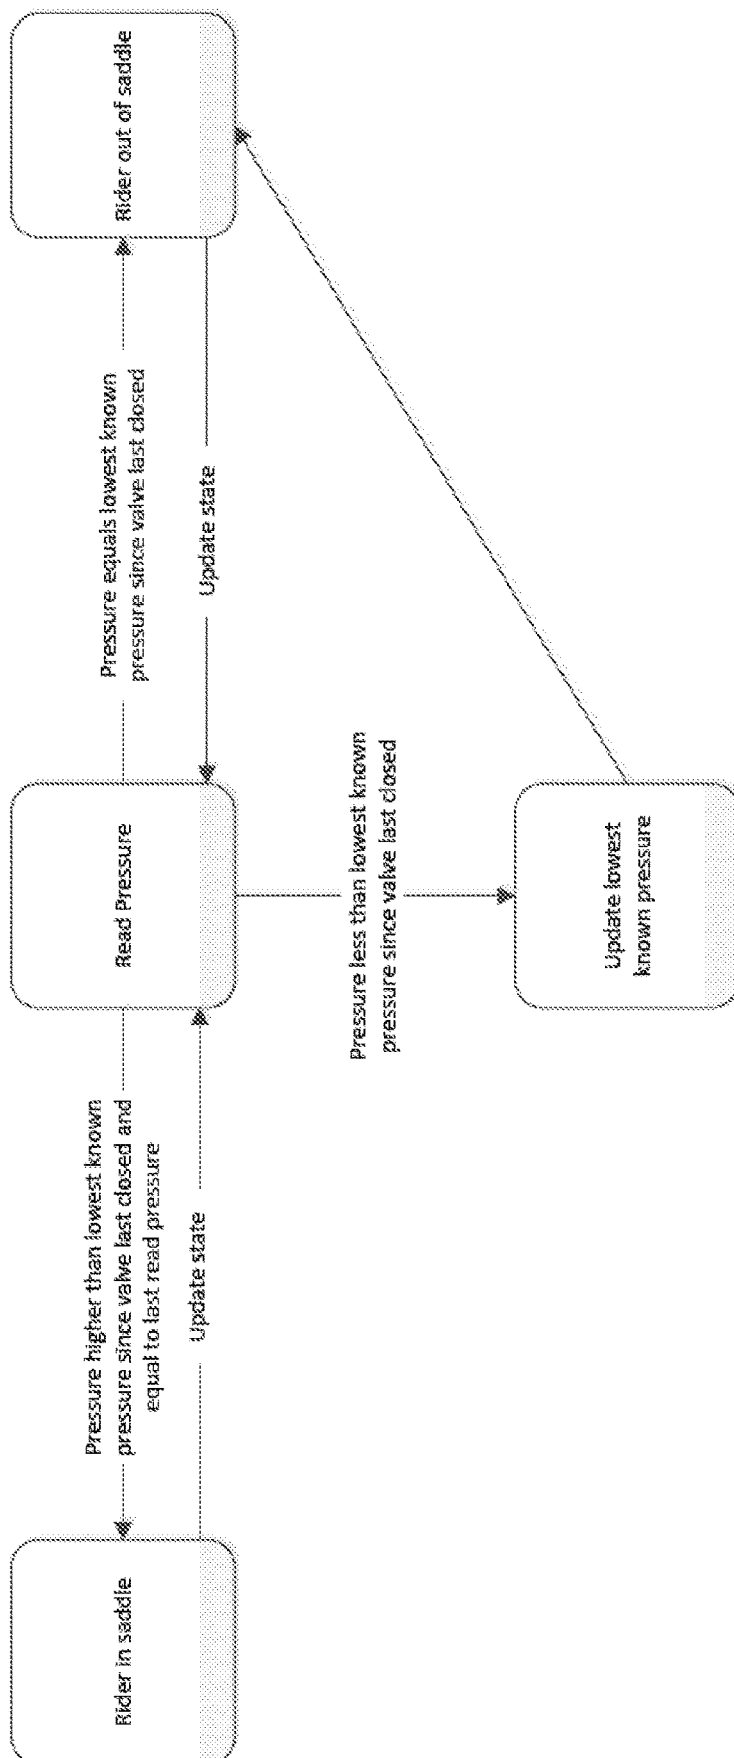 Rider in saddle
Pressure higher than lowest known
pressure since valve last closed and
equal to last read pressure
Update state
Read Pressure
Pressure equals lowest known
pressure since valve last closed
Update state
Rider out of saddle
Pressure less than lowest known
pressure since valve last closed
Update lowest
known pressure